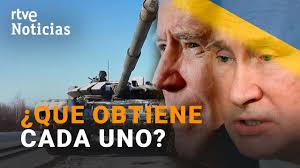 rtve
Noticias
¿QUE OBTIENE
CADA UNO?